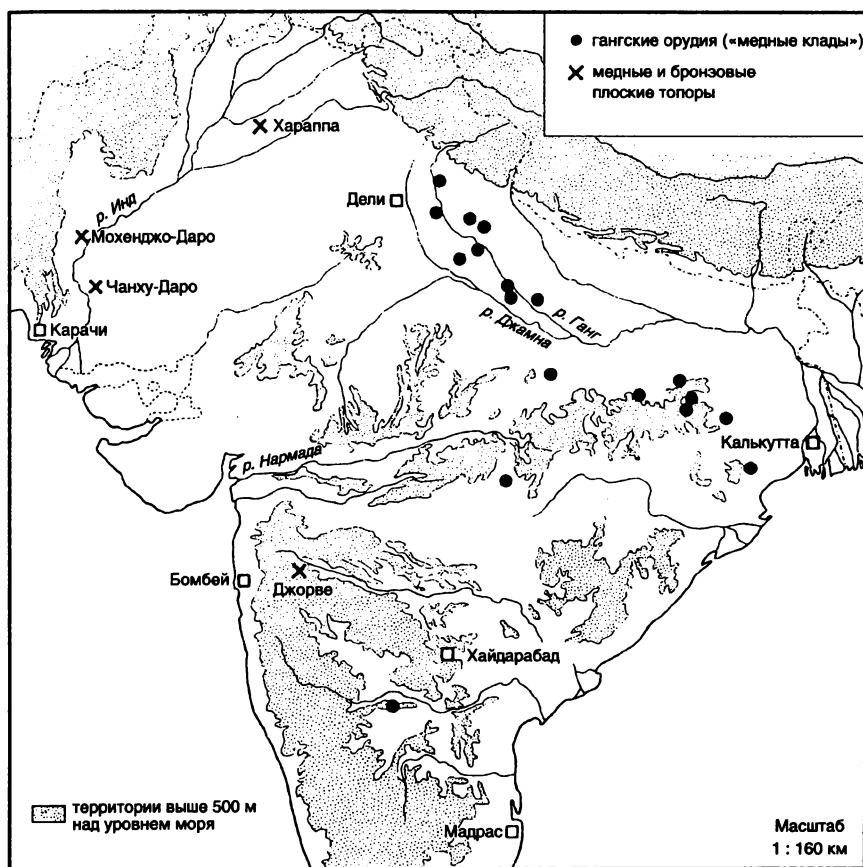 гангские орудия («медные клады»)
медные и бронзовые
плоские топоры
Хараппа
Дели
р. Инд
Мохенджо-Даро
Чанху-Даро
Карачи
р. Ганг
р. Джамна
Калькутта
р. Нармада
Бомбей
Джорве
Хайдарабад
территории выше 500 м
над уровнем моря
Мадрас
Масштаб
1 : 160 км